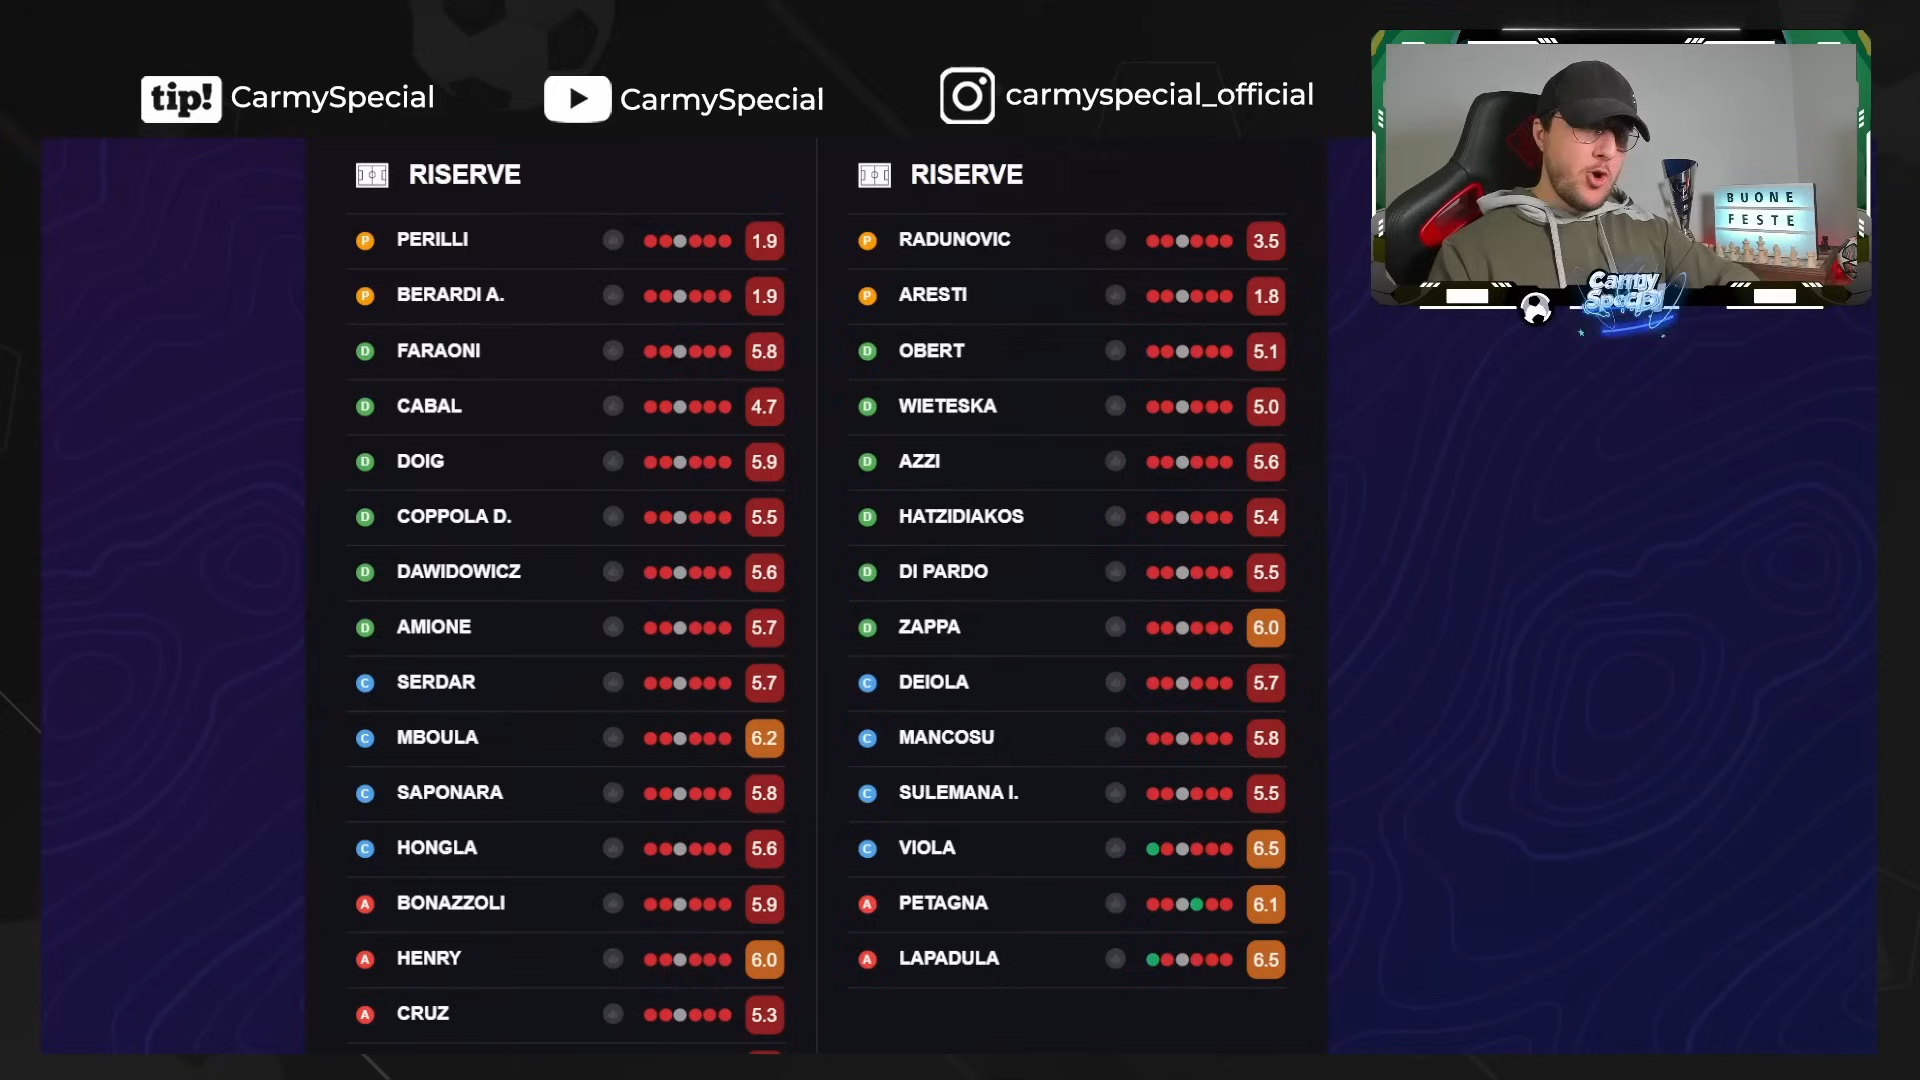 tip! CarmySpecial
CarmySpecial
carmyspecial_official
BUONE
FESTE
Carmy
Special
RISERVE
P PERILLI 1.9
P BERARDI A. 1.9
D FARAONI 5.8
D CABAL 4.7
D DOIG 5.9
D COPPOLA D. 5.5
D DAWIDOWICZ 5.6
D AMIONE 5.7
C SERDAR 5.7
C MBOULA 6.2
C SAPONARA 5.8
C HONGLA 5.6
A BONAZZOLI 5.9
A HENRY 6.0
A CRUZ 5.3
RISERVE
P RADUNOVIC 3.5
P ARESTI 1.8
D OBERT 5.1
D WIETESKA 5.0
D AZZI 5.6
D HATZIDIAKOS 5.4
D DI PARDO 5.5
D ZAPPA 6.0
C DEIOLA 5.7
C MANCOSU 5.8
C SULEMANA I. 5.5
C VIOLA 6.5
A PETAGNA 6.1
A LAPADULA 6.5